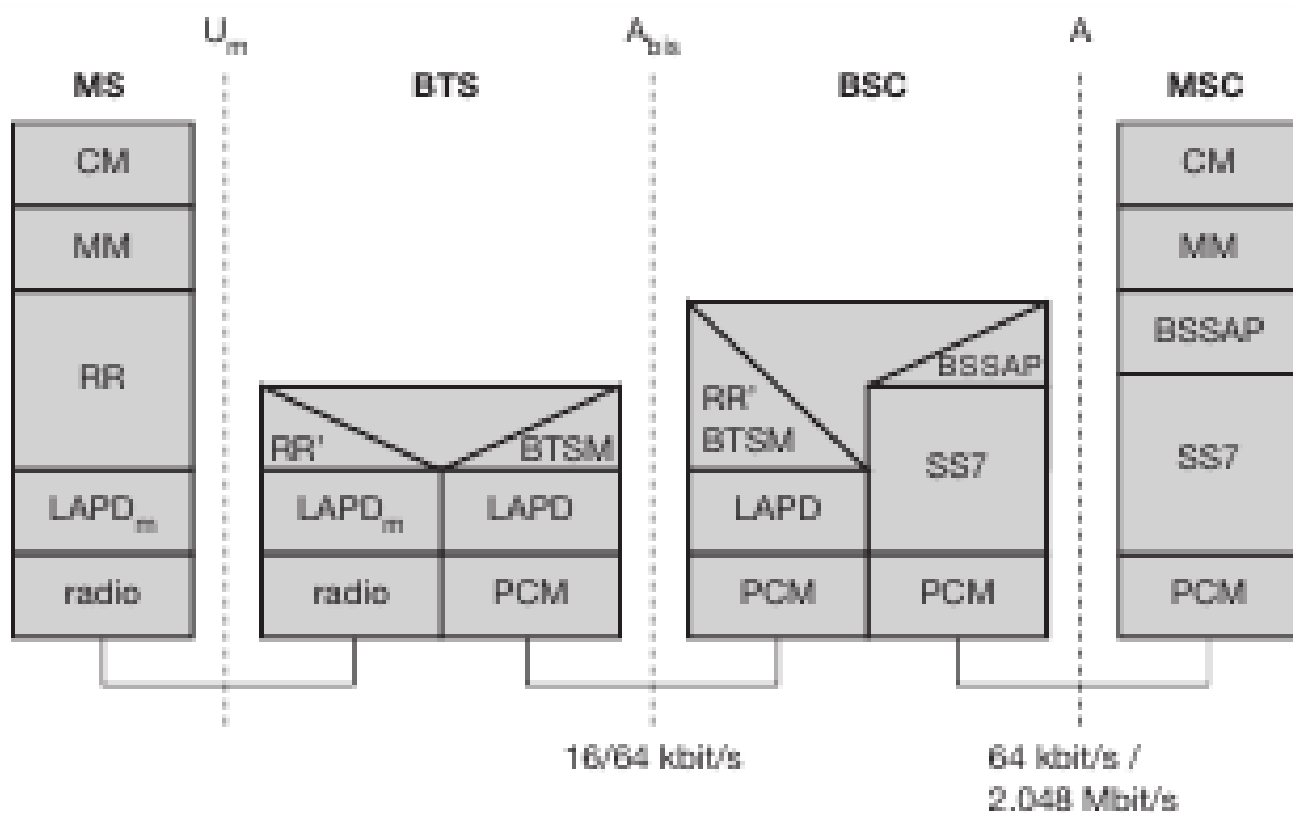 Um
Abis
A
MS
BTS
BSC
MSC
CM
MM
RR
LAPDm
radio
RR'
BTSM
LAPDm
LAPD
radio
PCM
RR'
BTSM
BSSAP
SS7
LAPD
PCM
PCM
CM
MM
BSSAP
SS7
PCM
16/64 kbit/s
64 kbit/s /
2.048 Mbit/s